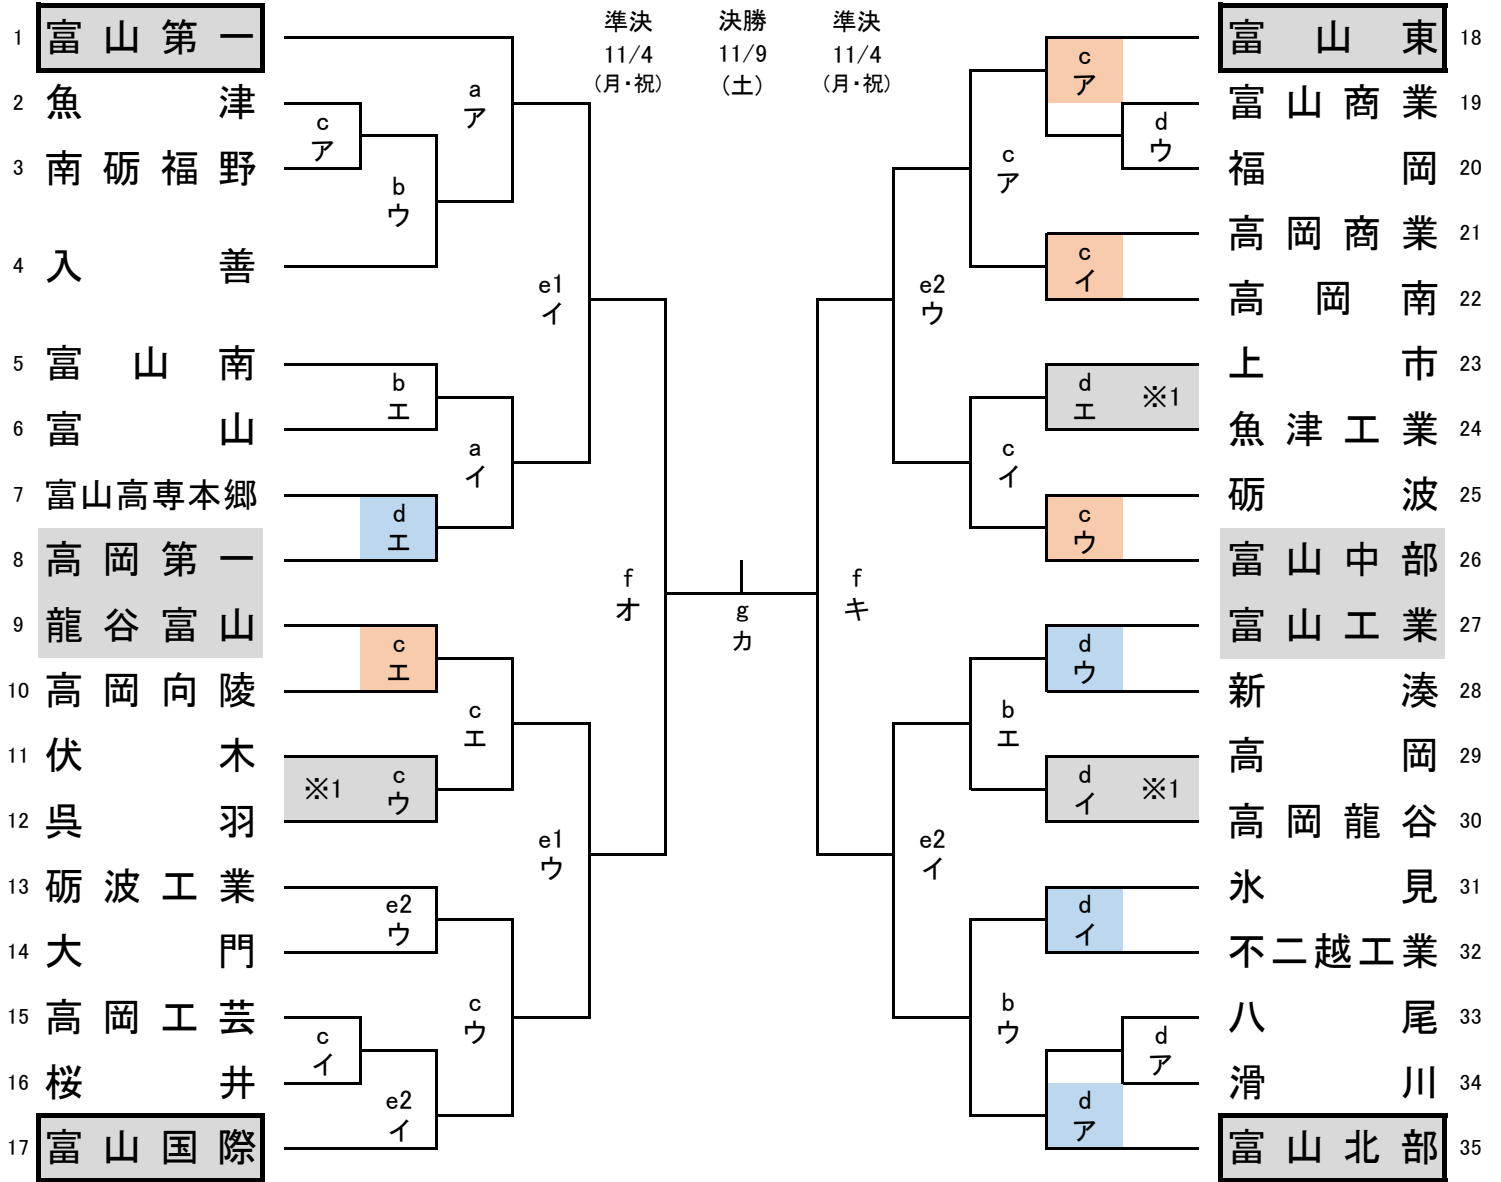 準決 決勝 準決
11/4 11/9 11/4
(月・祝) (土) (月・祝)
1 富山第一
2 魚津
3 南砺福野
4 入善
5 富山南
6 富山
7 富山高専本郷
8 高岡第一
9 龍谷富山
10 高岡向陵
11 伏木
12 呉羽
13 砺波工業
14 大門
15 高岡工芸
16 桜井
17 富山国際
c
ア
b
ウ
a
ア
b
エ
d
エ
a
イ
e1
イ
c
エ
※1 c
ウ
c
エ
e2
ウ
c
イ
e2
イ
c
ウ
e1
ウ
f
オ
g
カ
f
キ
e2
ウ
c
ア
c
ア
d
ウ
c
イ
d
エ ※1
c
イ
c
ウ
e2
イ
b
エ
d
ウ
d
イ ※1
b
ウ
d
イ
d
ア
d
ア
富山東 18
富山商業 19
福岡 20
高岡商業 21
高岡南 22
上市 23
魚津工業 24
砺波 25
富山中部 26
富山工業 27
新湊 28
高岡 29
高岡龍谷 30
氷見 31
不二越工業 32
八尾 33
滑川 34
富山北部 35